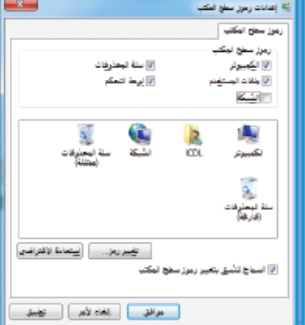 إعدادات رموز سطح المكتب
رموز سطح المكتب
رموز سطح المكتب
الكمبيوتر
سلة المحذوفات
ملفات المستخدم
لوحة التحكم
الشبكة
الكمبيوتر
ICDL
الشبكة
سلة المحذوفات
(ممتلئة)
سلة المحذوفات
(فارغة)
تغيير رمز...
استعادة الافتراضي
السماح للنسق بتغيير رموز سطح المكتب
موافق
إلغاء الأمر
تطبيق